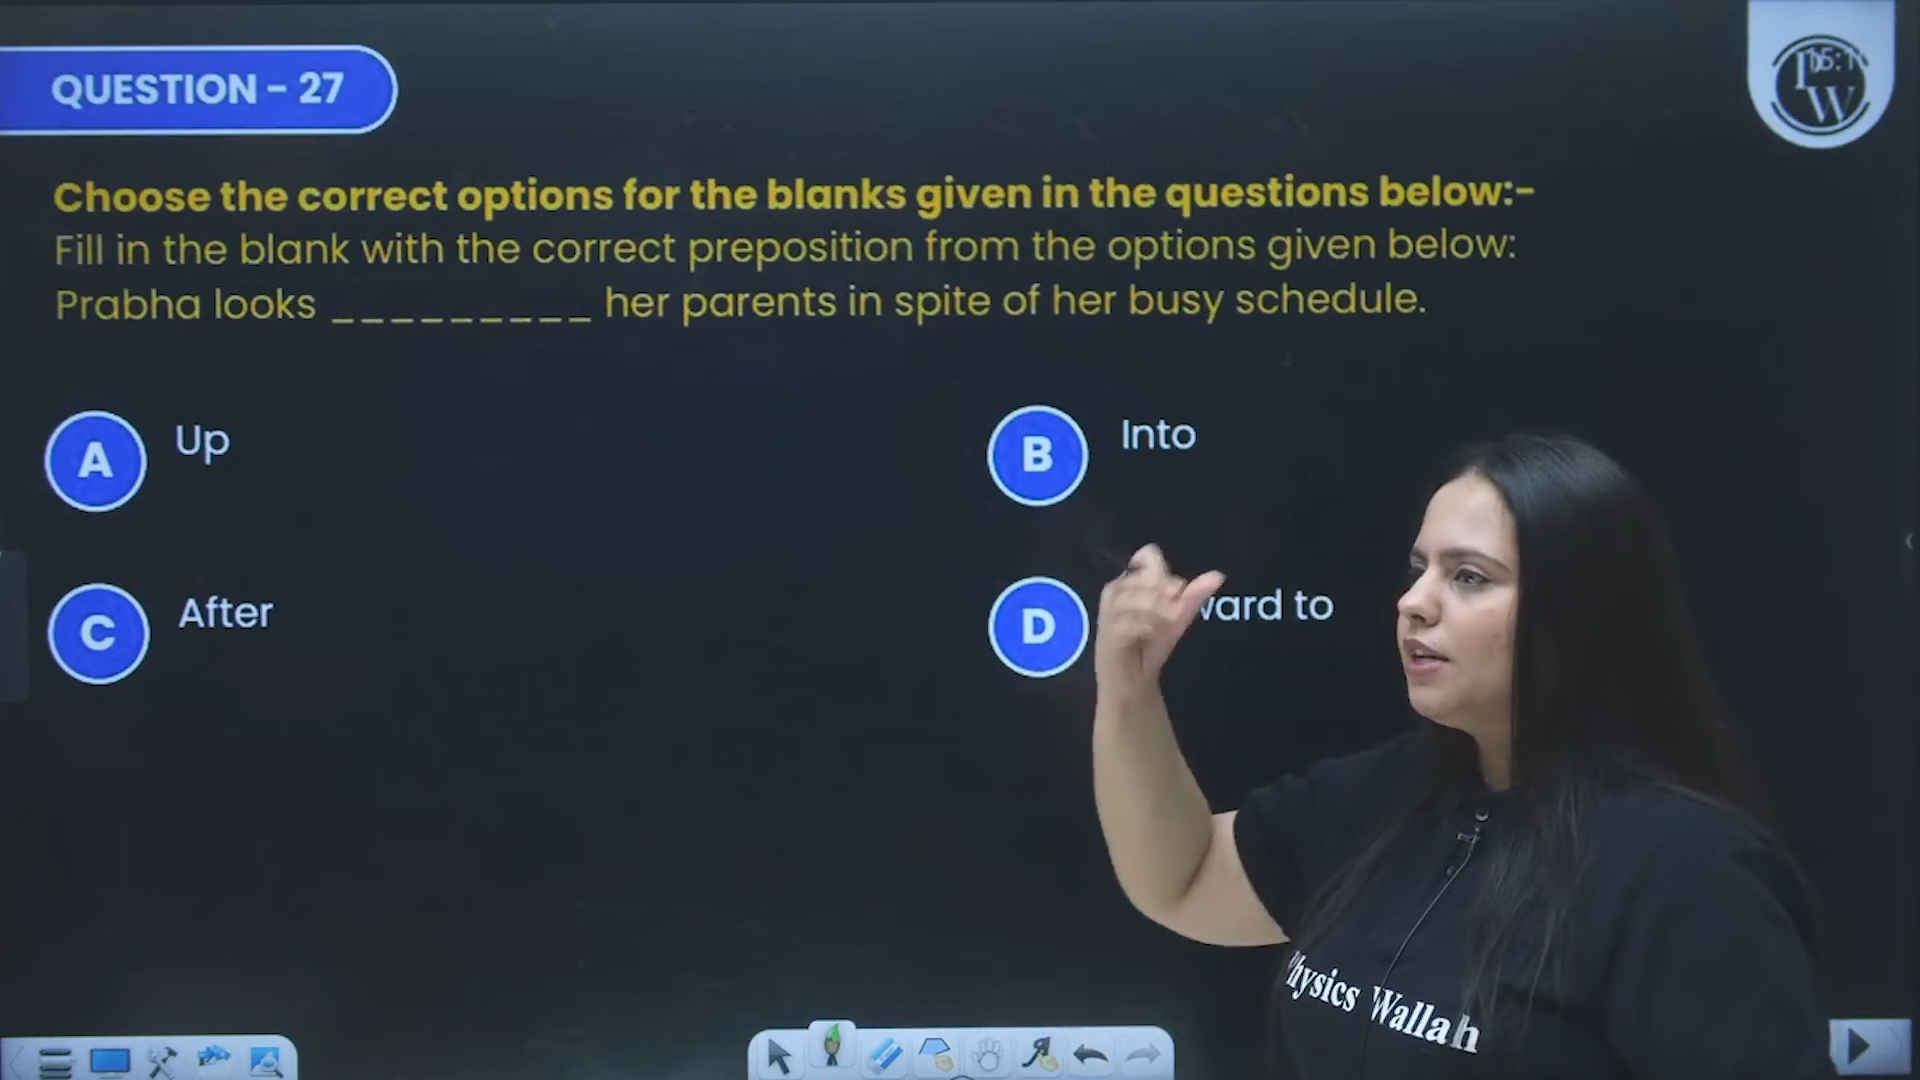 QUESTION - 27
Choose the correct options for the blanks given in the questions below:-
Fill in the blank with the correct preposition from the options given below:
Prabha looks _________ her parents in spite of her busy schedule.
A Up
B Into
C After
D ward to
Physics Wallah